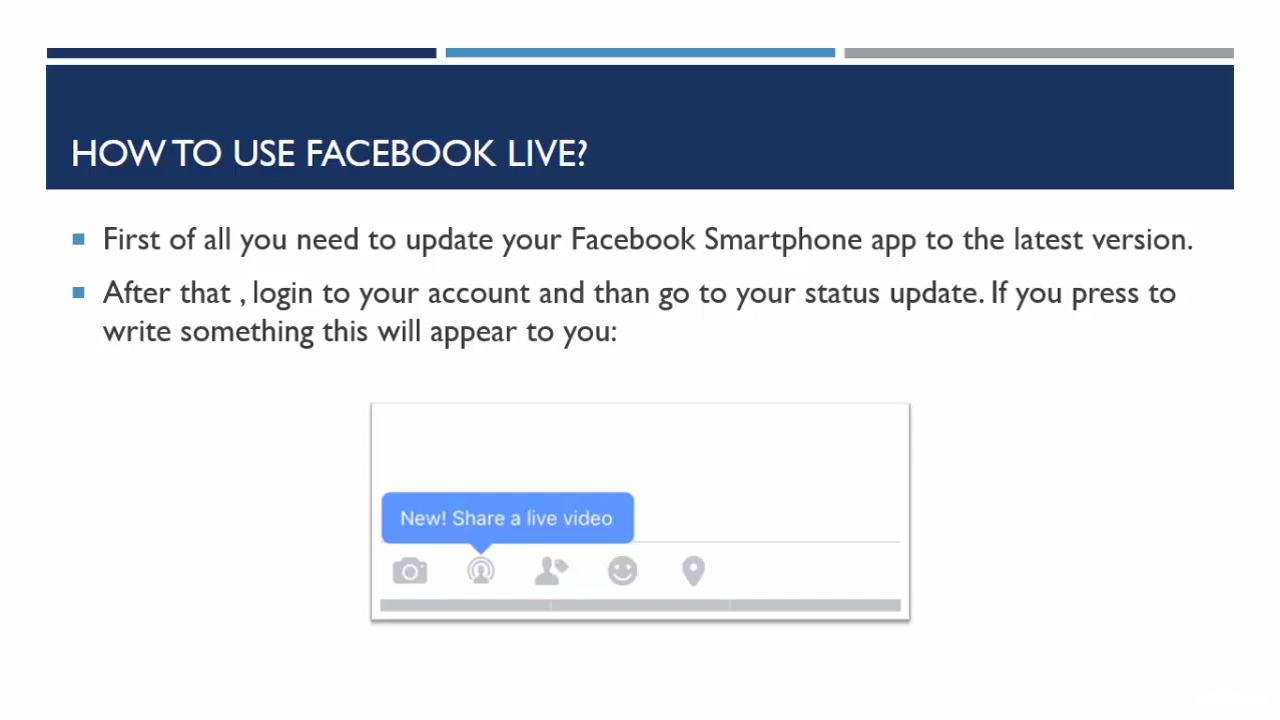 HOW TO USE FACEBOOK LIVE?
First of all you need to update your Facebook Smartphone app to the latest version.
After that , login to your account and than go to your status update. If you press to
write something this will appear to you:
New! Share a live video